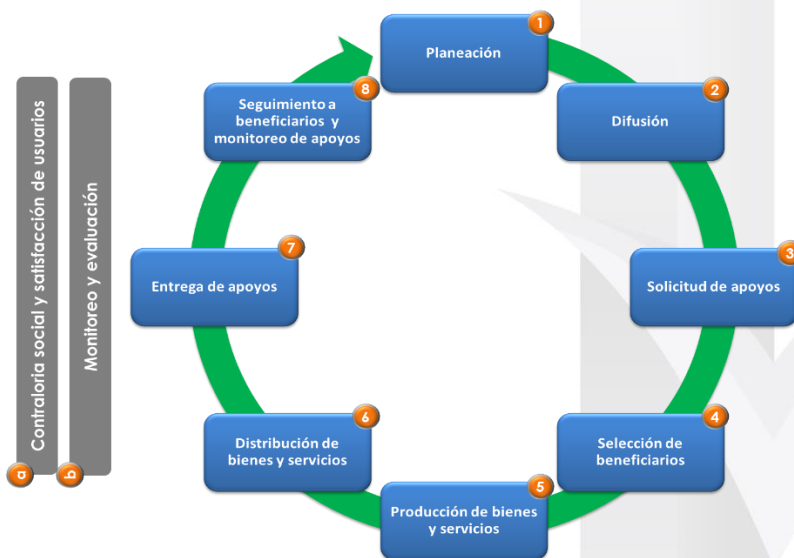 1
Planeación
2
Difusión
3
Solicitud de apoyos
4
Selección de
beneficiarios
5
Producción de bienes
y servicios
6
Distribución de
bienes y servicios
7
Entrega de apoyos
8
Seguimiento a
beneficiarios y
monitoreo de apoyos
a
Contraloria social y satisfacción de usuarios
b
Monitoreo y evaluación